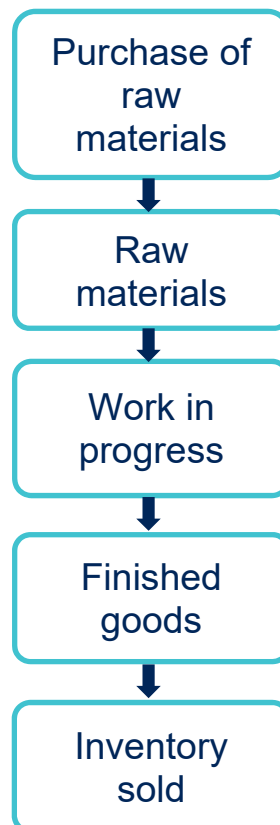 Purchase of
raw
materials
Raw
materials
Work in
progress
Finished
goods
Inventory
sold